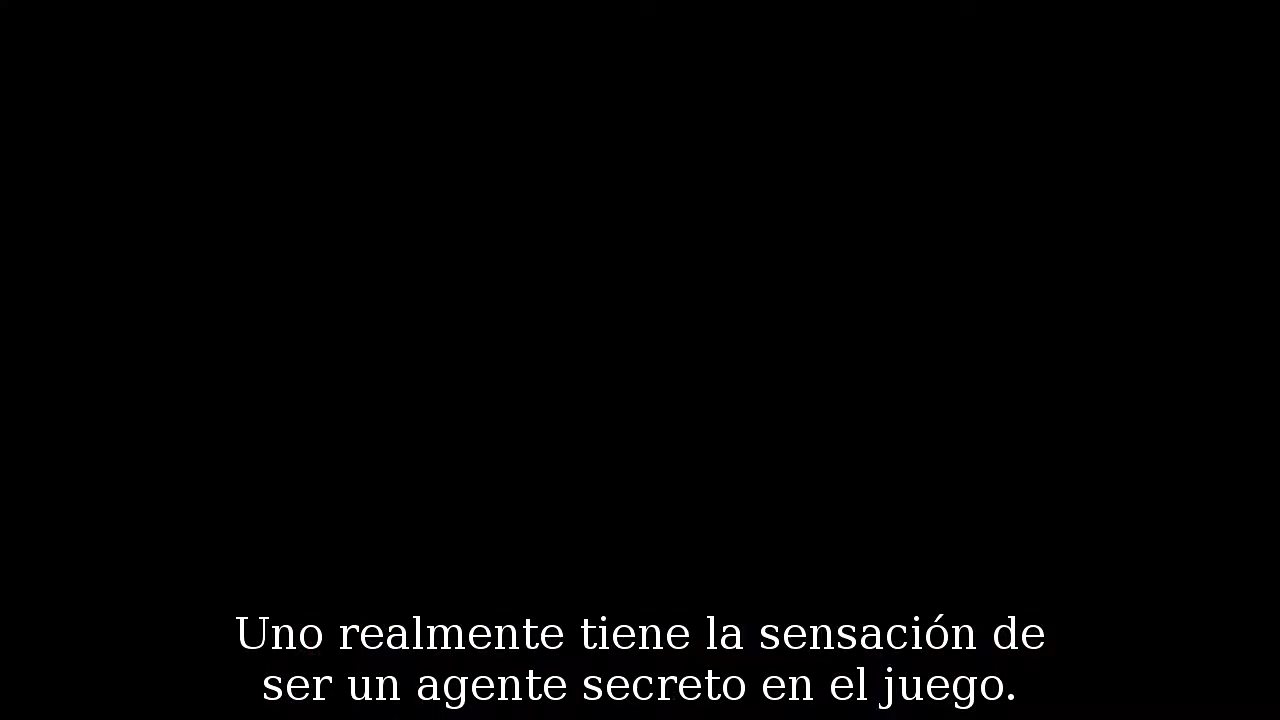 Uno realmente tiene la sensación de
ser un agente secreto en el juego.